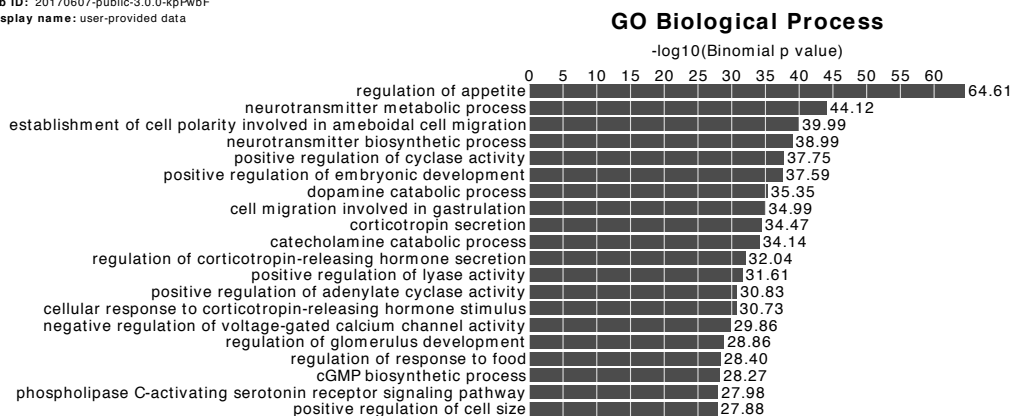 b ID: 20170607-public-3.0.0-kpPwbF
splay name: user-provided data
GO Biological Process
-log10(Binomial p value)
0 5 10 15 20 25 30 35 40 45 50 55 60
regulation of appetite 64.61
neurotransmitter metabolic process 44.12
establishment of cell polarity involved in ameboidal cell migration 39.99
neurotransmitter biosynthetic process 38.99
positive regulation of cyclase activity 37.75
positive regulation of embryonic development 37.59
dopamine catabolic process 35.35
cell migration involved in gastrulation 34.99
corticotropin secretion 34.47
catecholamine catabolic process 34.14
regulation of corticotropin-releasing hormone secretion 32.04
positive regulation of lyase activity 31.61
positive regulation of adenylate cyclase activity 30.83
cellular response to corticotropin-releasing hormone stimulus 30.73
negative regulation of voltage-gated calcium channel activity 29.86
regulation of glomerulus development 28.86
regulation of response to food 28.40
cGMP biosynthetic process 28.27
phospholipase C-activating serotonin receptor signaling pathway 27.98
positive regulation of cell size 27.88